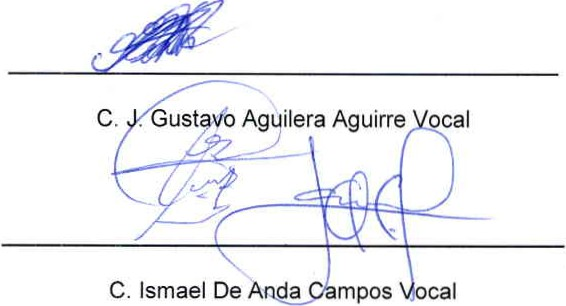 C. J. Gustavo Aguilera Aguirre Vocal
C. Ismael De Anda Campos Vocal